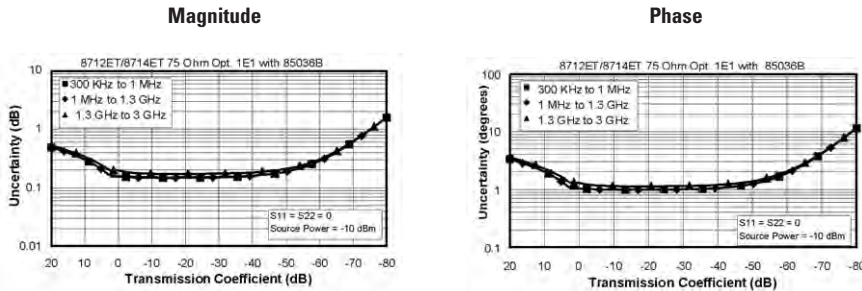 Magnitude
8712ET/8714ET 75 Ohm Opt. 1E1 with 85036B
10
1
0.1
0.01
Uncertainty (dB)
300 KHz to 1 MHz
1 MHz to 1.3 GHz
1.3 GHz to 3 GHz
S11 = S22 = 0
Source Power = -10 dBm
20 10 0 -10 -20 -30 -40 -50 -60 -70 -80
Transmission Coefficient (dB)
Phase
8712ET/8714ET 75 Ohm Opt. 1E1 with 85036B
100
10
1
0.1
Uncertainty (degrees)
300 KHz to 1 MHz
1 MHz to 1.3 GHz
1.3 GHz to 3 GHz
S11 = S22 = 0
Source Power = -10 dBm
20 10 0 -10 -20 -30 -40 -50 -60 -70 -80
Transmission Coefficient (dB)